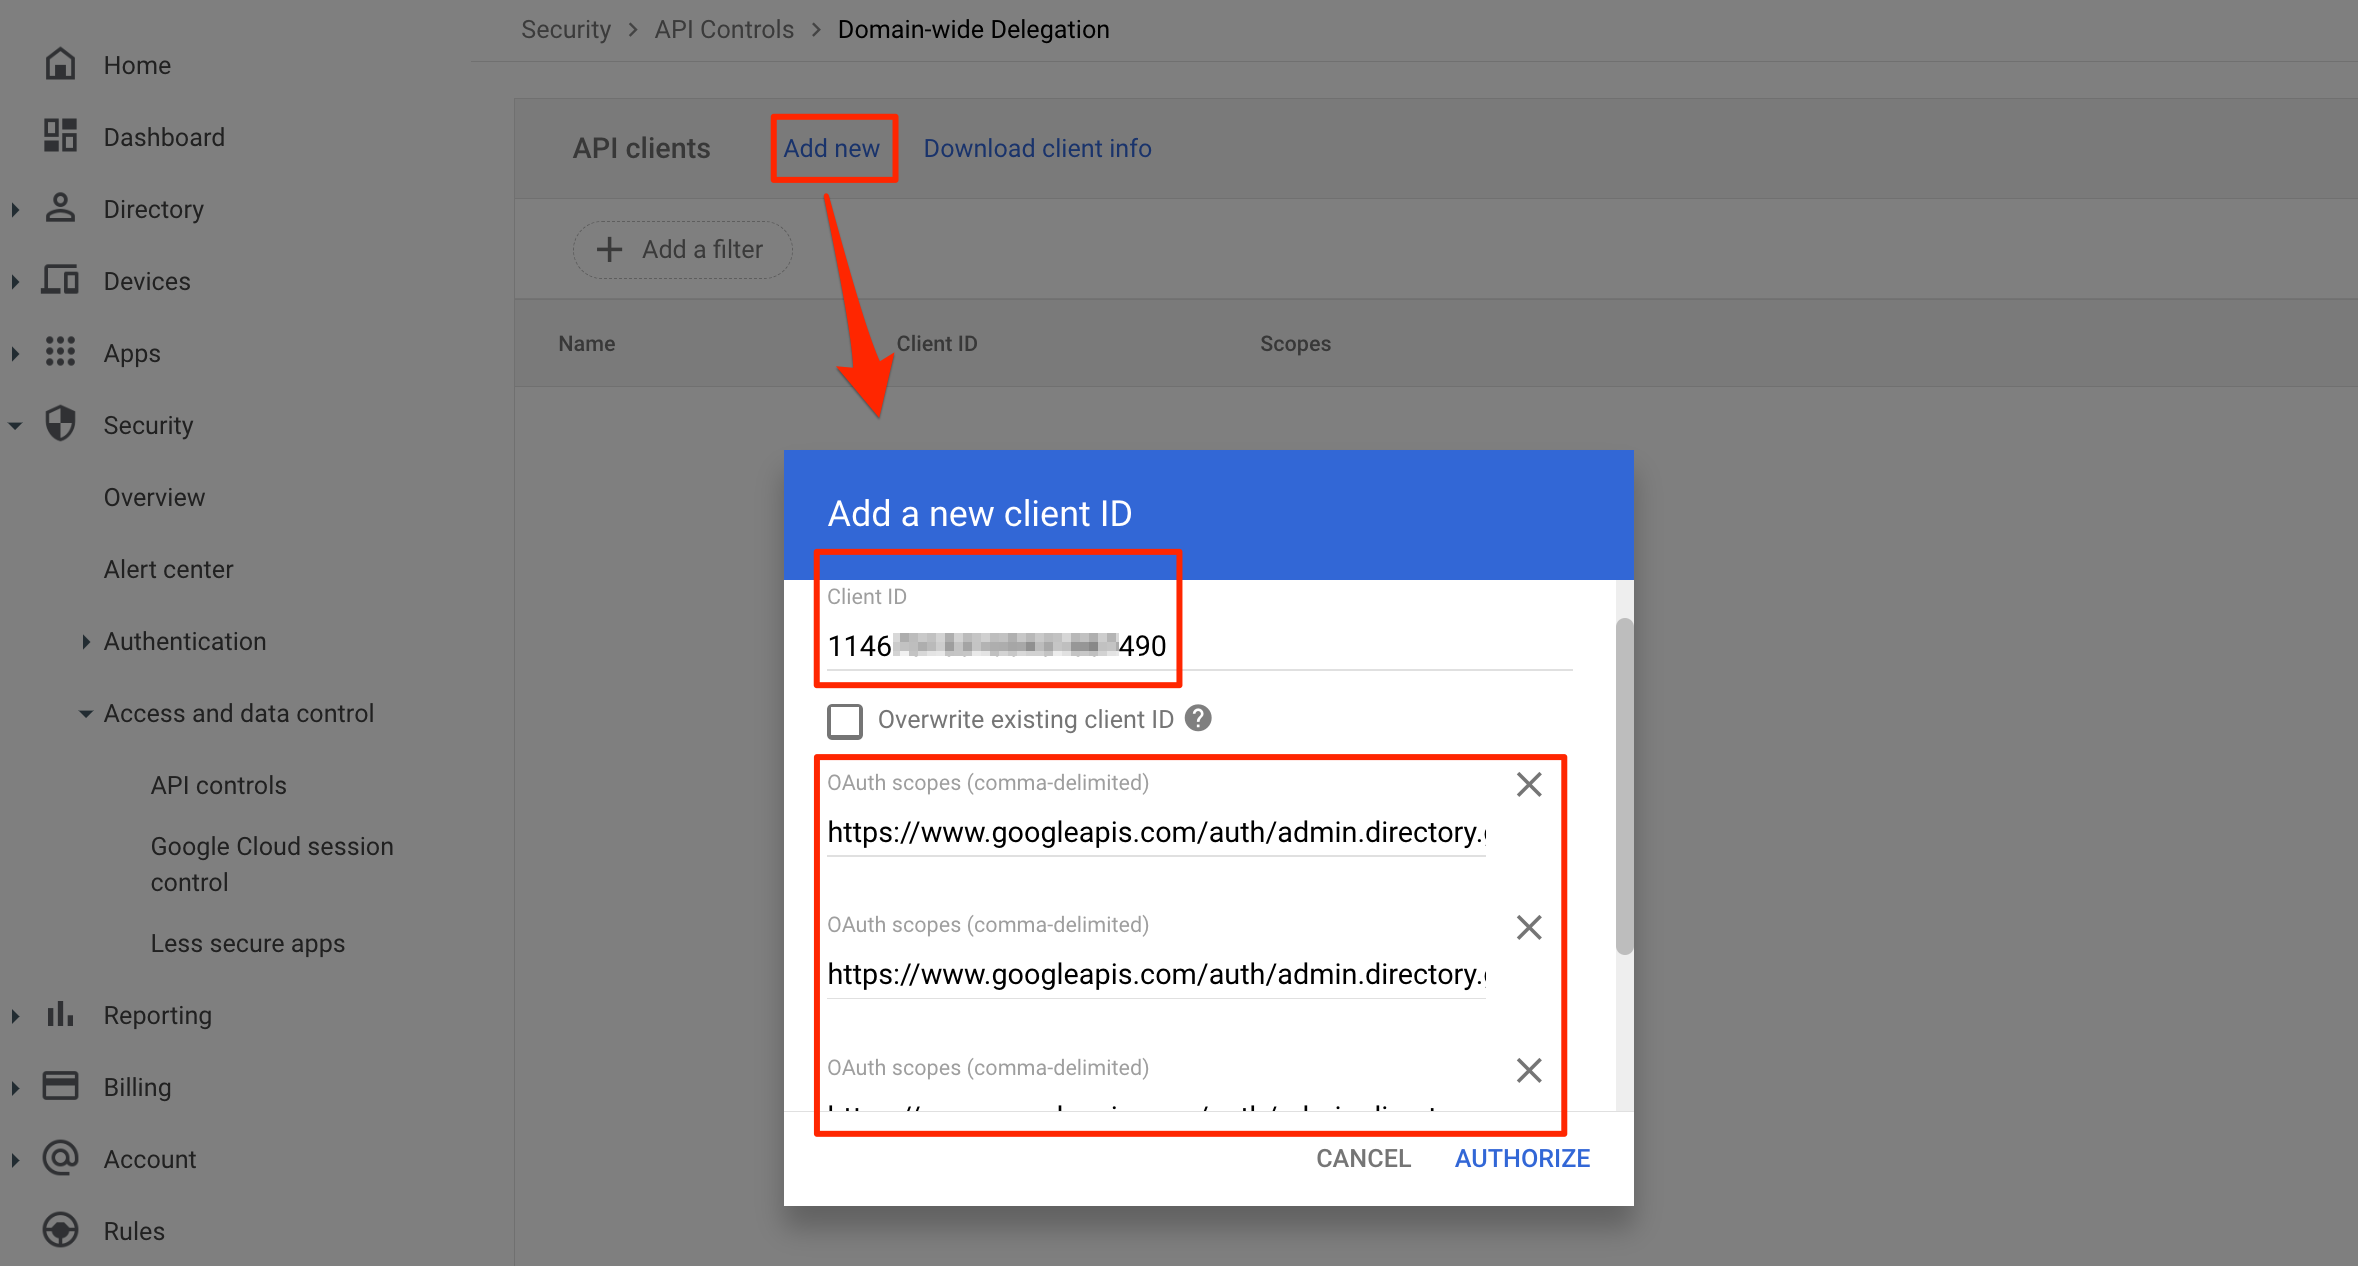 Security > API Controls > Domain-wide Delegation
Home
Dashboard
Directory
Devices
Apps
Security
Overview
Alert center
Authentication
Access and data control
API controls
Google Cloud session
control
Less secure apps
Reporting
Billing
Account
Rules
API clients Add new Download client info
Add a filter
Name Client ID Scopes
Add a new client ID
Client ID
1146 490
Overwrite existing client ID
OAuth scopes (comma-delimited)
https://www.googleapis.com/auth/admin.directory.
OAuth scopes (comma-delimited)
https://www.googleapis.com/auth/admin.directory.
OAuth scopes (comma-delimited)
CANCEL AUTHORIZE